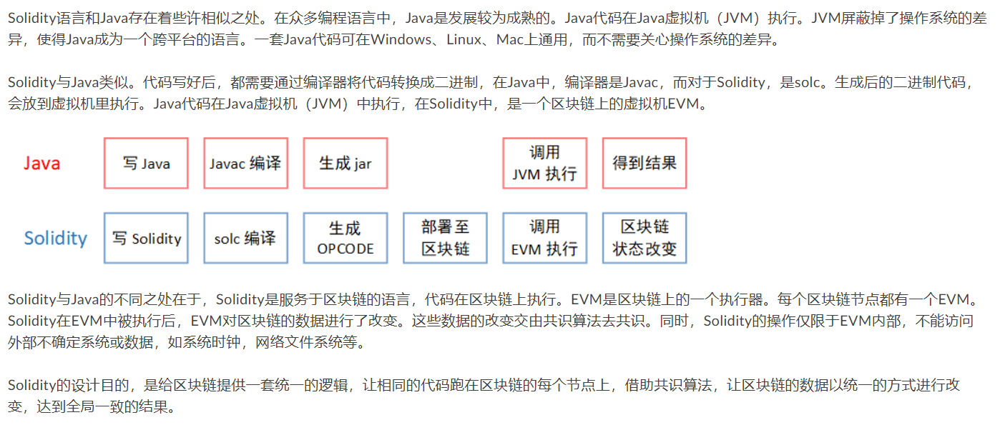 Solidity语言和Java存在着些许相似之处。在众多编程语言中，Java是发展较为成熟的。Java代码在Java虚拟机（JVM）执行。JVM屏蔽掉了操作系统的差
异，使得Java成为一个跨平台的语言。一套Java代码可在Windows、Linux、Mac上通用，而不需要关心操作系统的差异。
Solidity与Java类似。代码写好后，都需要通过编译器将代码转换成二进制，在Java中，编译器是Javac，而对于Solidity，是solc。生成后的二进制代码，
会放到虚拟机里执行。Java代码在Java虚拟机（JVM）中执行，在Solidity中，是一个区块链上的虚拟机EVM。
Java
写 Java
Javac 编译
生成 jar
调用
JVM 执行
得到结果
Solidity
写 Solidity
solc 编译
生成
OPCODE
部署至
区块链
调用
EVM 执行
区块链
状态改变
Solidity与Java的不同之处在于，Solidity是服务于区块链的语言，代码在区块链上执行。EVM是区块链上的一个执行器。每个区块链节点都有一个EVM。
Solidity在EVM中被执行后，EVM对区块链的数据进行了改变。这些数据的改变交由共识算法去共识。同时，Solidity的操作仅限于EVM内部，不能访问
外部不确定系统或数据，如系统时钟，网络文件系统等。
Solidity的设计目的，是给区块链提供一套统一的逻辑，让相同的代码跑在区块链的每个节点上，借助共识算法，让区块链的数据以统一的方式进行改
变，达到全局一致的结果。